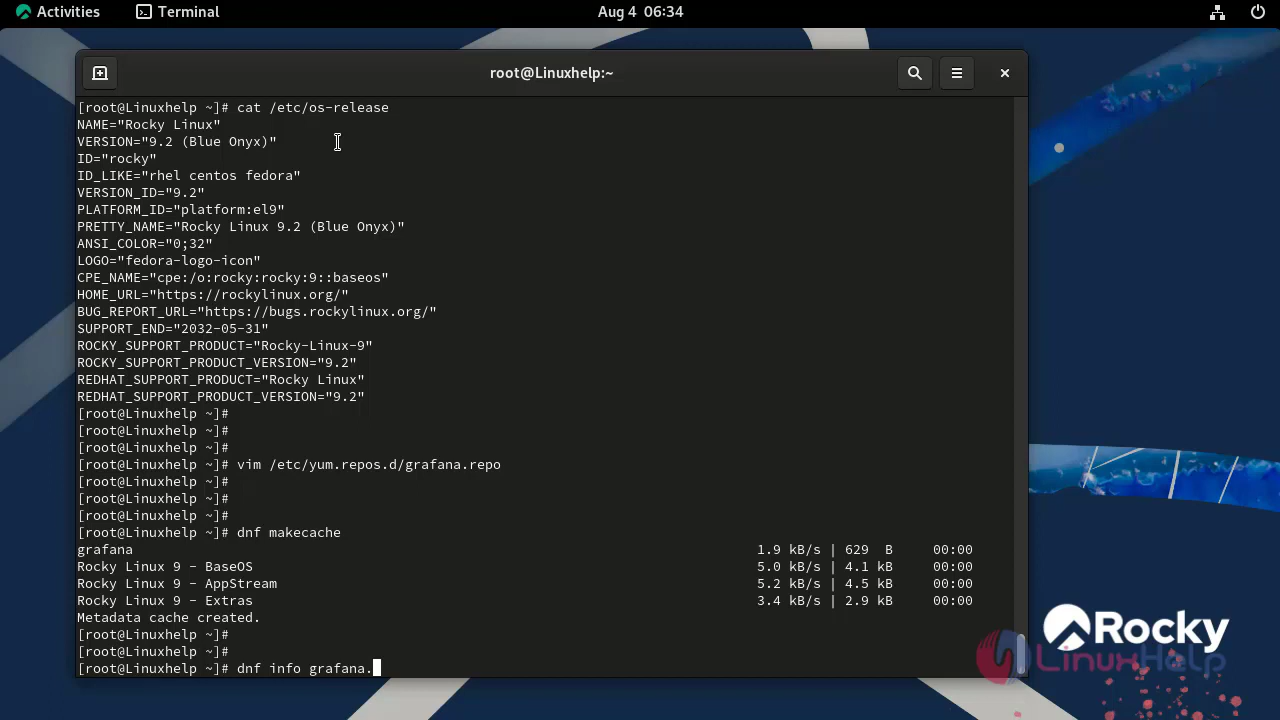 Activities Terminal Aug 4 06:34
root@Linuxhelp:~
[root@Linuxhelp ~]# cat /etc/os-release
NAME="Rocky Linux"
VERSION="9.2 (Blue Onyx)"
ID="rocky"
ID_LIKE="rhel centos fedora"
VERSION_ID="9.2"
PLATFORM_ID="platform:el9"
PRETTY_NAME="Rocky Linux 9.2 (Blue Onyx)"
ANSI_COLOR="0;32"
LOGO="fedora-logo-icon"
CPE_NAME="cpe:/o:rocky:rocky:9::baseos"
HOME_URL="https://rockylinux.org/"
BUG_REPORT_URL="https://bugs.rockylinux.org/"
SUPPORT_END="2032-05-31"
ROCKY_SUPPORT_PRODUCT="Rocky-Linux-9"
ROCKY_SUPPORT_PRODUCT_VERSION="9.2"
REDHAT_SUPPORT_PRODUCT="Rocky Linux"
REDHAT_SUPPORT_PRODUCT_VERSION="9.2"
[root@Linuxhelp ~]#
[root@Linuxhelp ~]#
[root@Linuxhelp ~]#
[root@Linuxhelp ~]# vim /etc/yum.repos.d/grafana.repo
[root@Linuxhelp ~]#
[root@Linuxhelp ~]#
[root@Linuxhelp ~]#
[root@Linuxhelp ~]# dnf makecache
grafana 1.9 kB/s | 629 B 00:00
Rocky Linux 9 - BaseOS 5.0 kB/s | 4.1 kB 00:00
Rocky Linux 9 - AppStream 5.2 kB/s | 4.5 kB 00:00
Rocky Linux 9 - Extras 3.4 kB/s | 2.9 kB 00:00
Metadata cache created.
[root@Linuxhelp ~]#
[root@Linuxhelp ~]#
[root@Linuxhelp ~]# dnf info grafana.
Rocky
LinuxHelp